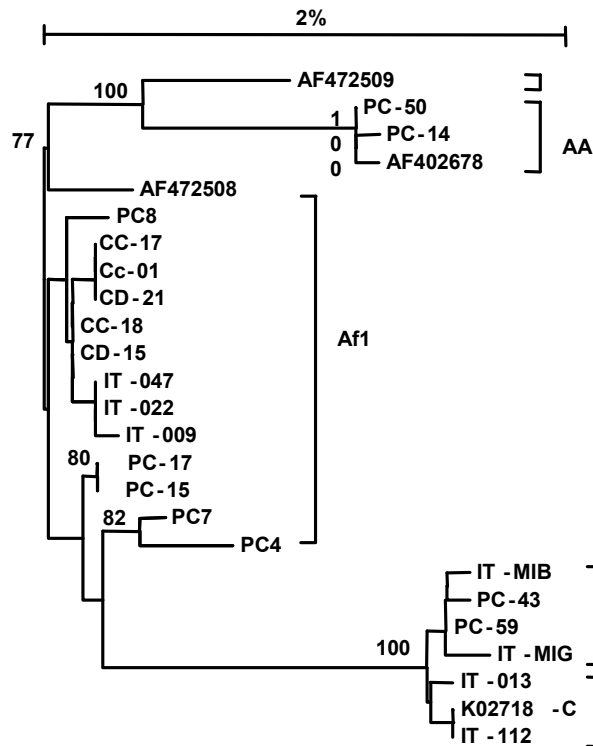 2%
AF472509
100
PC-50
1
0
0
PC-14
AA
77
AF402678
AF472508
PC8
CC-17
Cc-01
CD-21
CC-18
Af1
CD-15
IT -047
IT -022
IT -009
80
PC-17
PC-15
82
PC7
PC4
IT -MIB
PC-43
PC-59
100
IT -MIG
IT -013
K02718 -C
IT -112